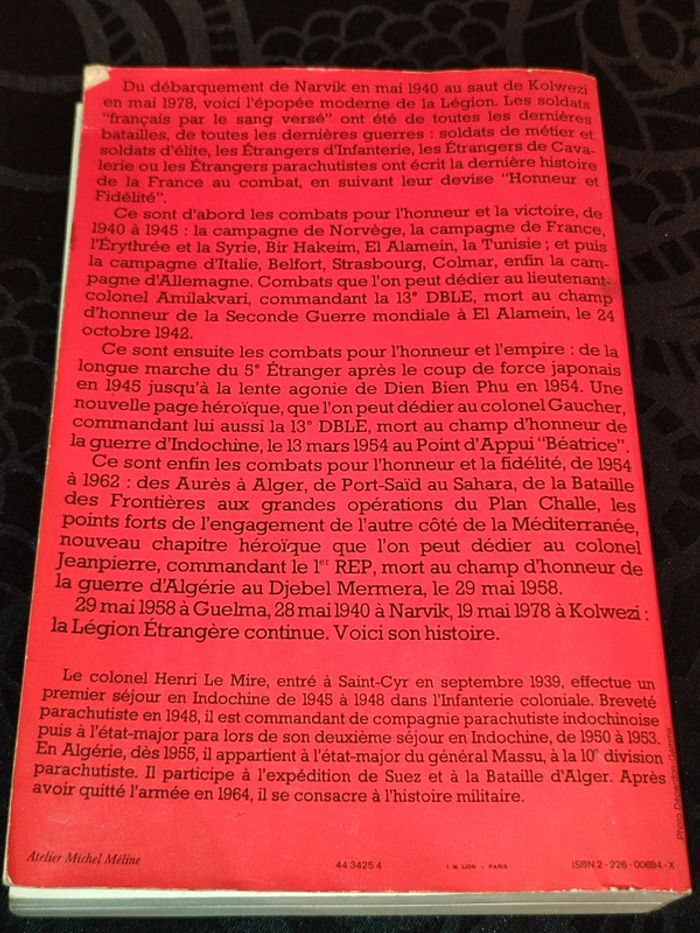 Du débarquement de Narvik en mai 1940 au saut de Kolwezi
en mai 1978, voici l'épopée moderne de la Légion. Les soldats
"français par le sang versé" ont été de toutes les dernières
batailles, de toutes les dernières guerres : soldats de métier et
soldats d'élite, les Étrangers d'Infanterie, les Étrangers de Cava-
lerie ou les Étrangers parachutistes ont écrit la dernière histoire
de la France au combat, en suivant leur devise "Honneur et
Fidélité".
Ce sont d'abord les combats pour l'honneur et la victoire, de
1940 à 1945 : la campagne de Norvège, la campagne de France,
l'Érythrée et la Syrie, Bir Hakeim, El Alamein, la Tunisie ; et puis
la campagne d'Italie, Belfort, Strasbourg, Colmar, enfin la cam-
pagne d'Allemagne. Combats que l'on peut dédier au lieutenant-
colonel Amilakvari, commandant la 13e DBLE, mort au champ
d'honneur de la Seconde Guerre mondiale à El Alamein, le 24
octobre 1942.
Ce sont ensuite les combats pour l'honneur et l'empire : de la
longue marche du 5e Étranger après le coup de force japonais
en 1945 jusqu'à la lente agonie de Dien Bien Phu en 1954. Une
nouvelle page héroïque, que l'on peut dédier au colonel Gaucher,
commandant lui aussi la 13e DBLE, mort au champ d'honneur de
la guerre d'Indochine, le 13 mars 1954 au Point d'Appui "Béatrice".
Ce sont enfin les combats pour l'honneur et la fidélité, de 1954
à 1962 : des Aurès à Alger, de Port-Saïd au Sahara, de la Bataille
des Frontières aux grandes opérations du Plan Challe, les
points forts de l'engagement de l'autre côté de la Méditerranée,
nouveau chapitre héroïque que l'on peut dédier au colonel
Jeanpierre, commandant le 1er REP, mort au champ d'honneur de
la guerre d'Algérie au Djebel Mermera, le 29 mai 1958.
29 mai 1958 à Guelma, 28 mai 1940 à Narvik, 19 mai 1978 à Kolwezi :
la Légion Étrangère continue. Voici son histoire.
Le colonel Henri Le Mire, entré à Saint-Cyr en septembre 1939, effectue un
premier séjour en Indochine de 1945 à 1948 dans l'Infanterie coloniale. Breveté
parachutiste en 1948, il est commandant de compagnie parachutiste indochinoise
puis à l'état-major para lors de son deuxième séjour en Indochine, de 1950 à 1953.
En Algérie, dès 1955, il appartient à l'état-major du général Massu, à la 10e division
parachutiste. Il participe à l'expédition de Suez et à la Bataille d'Alger. Après
avoir quitté l'armée en 1964, il se consacre à l'histoire militaire.
Photo Depardon-Gamma
Atelier Michel Méline
44 3425 4
I. M. LION - PARIS
ISBN 2-226-00694-X